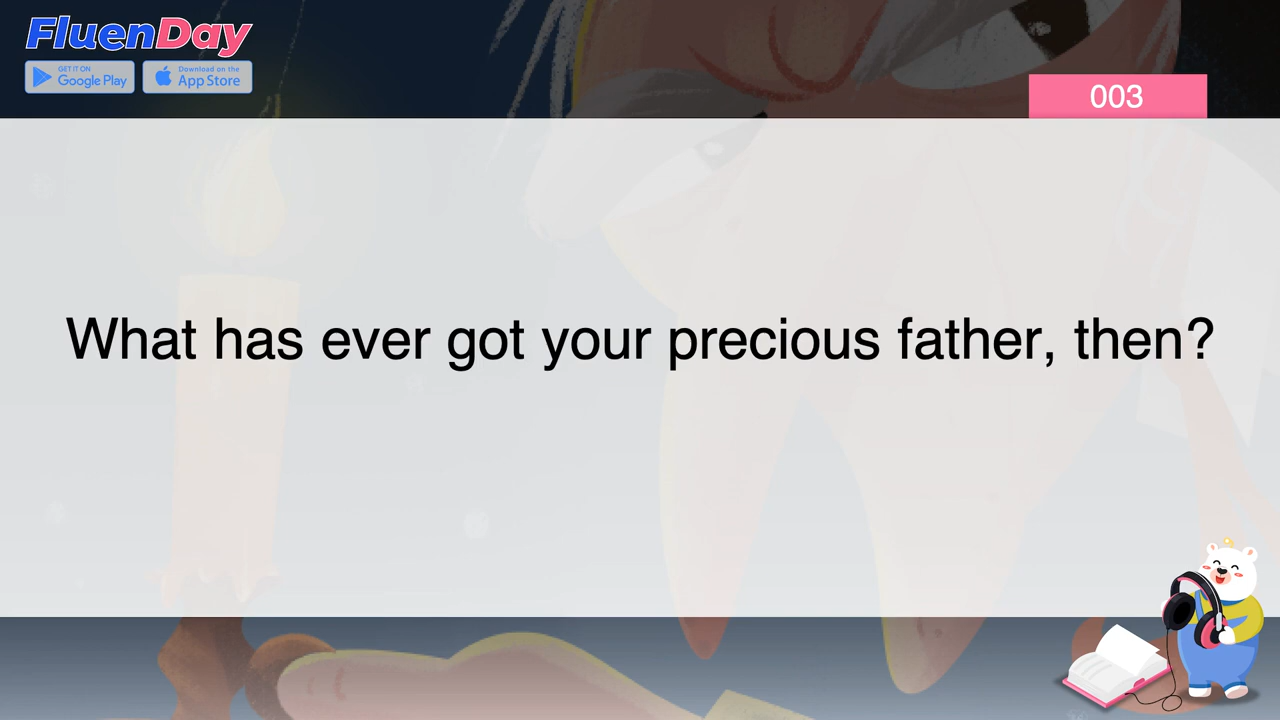 FluenDay
GET IT ON
Google Play
Download on the
App Store
003
What has ever got your precious father, then?